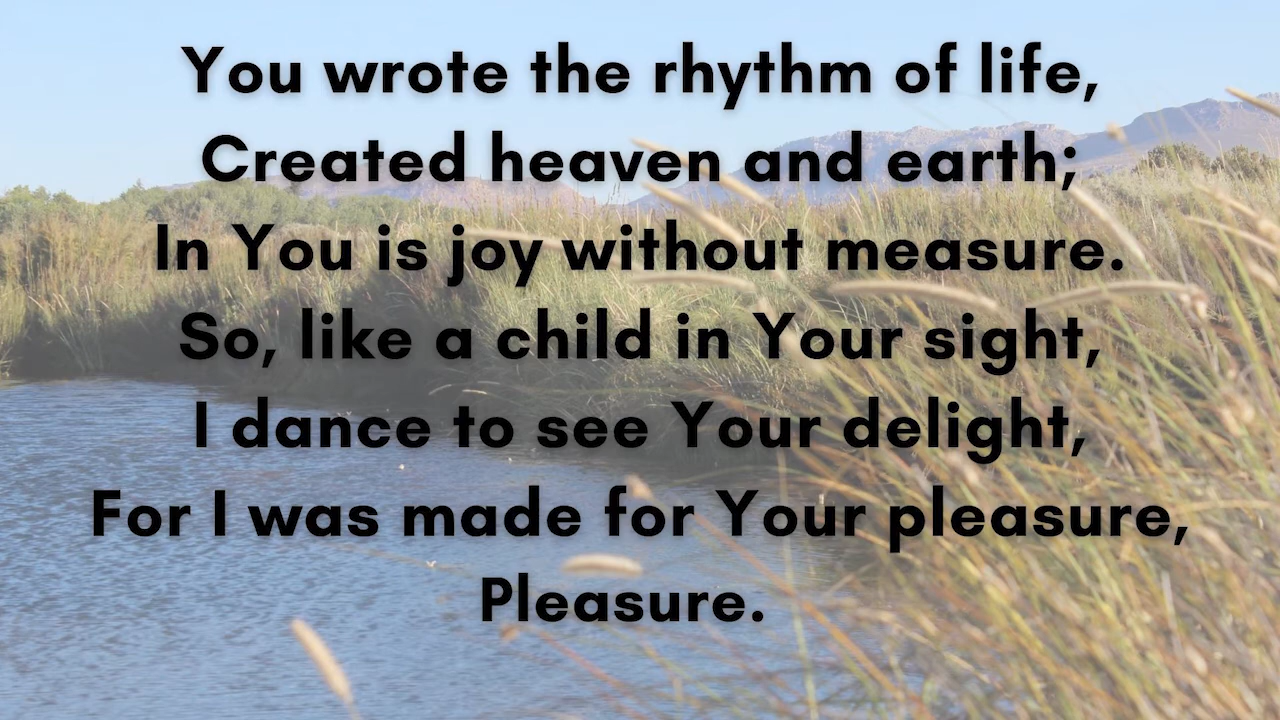 You wrote the rhythm of life,
Created heaven and earth;
In You is joy without measure.
So, like a child in Your sight,
I dance to see Your delight,
For I was made for Your pleasure,
Pleasure.